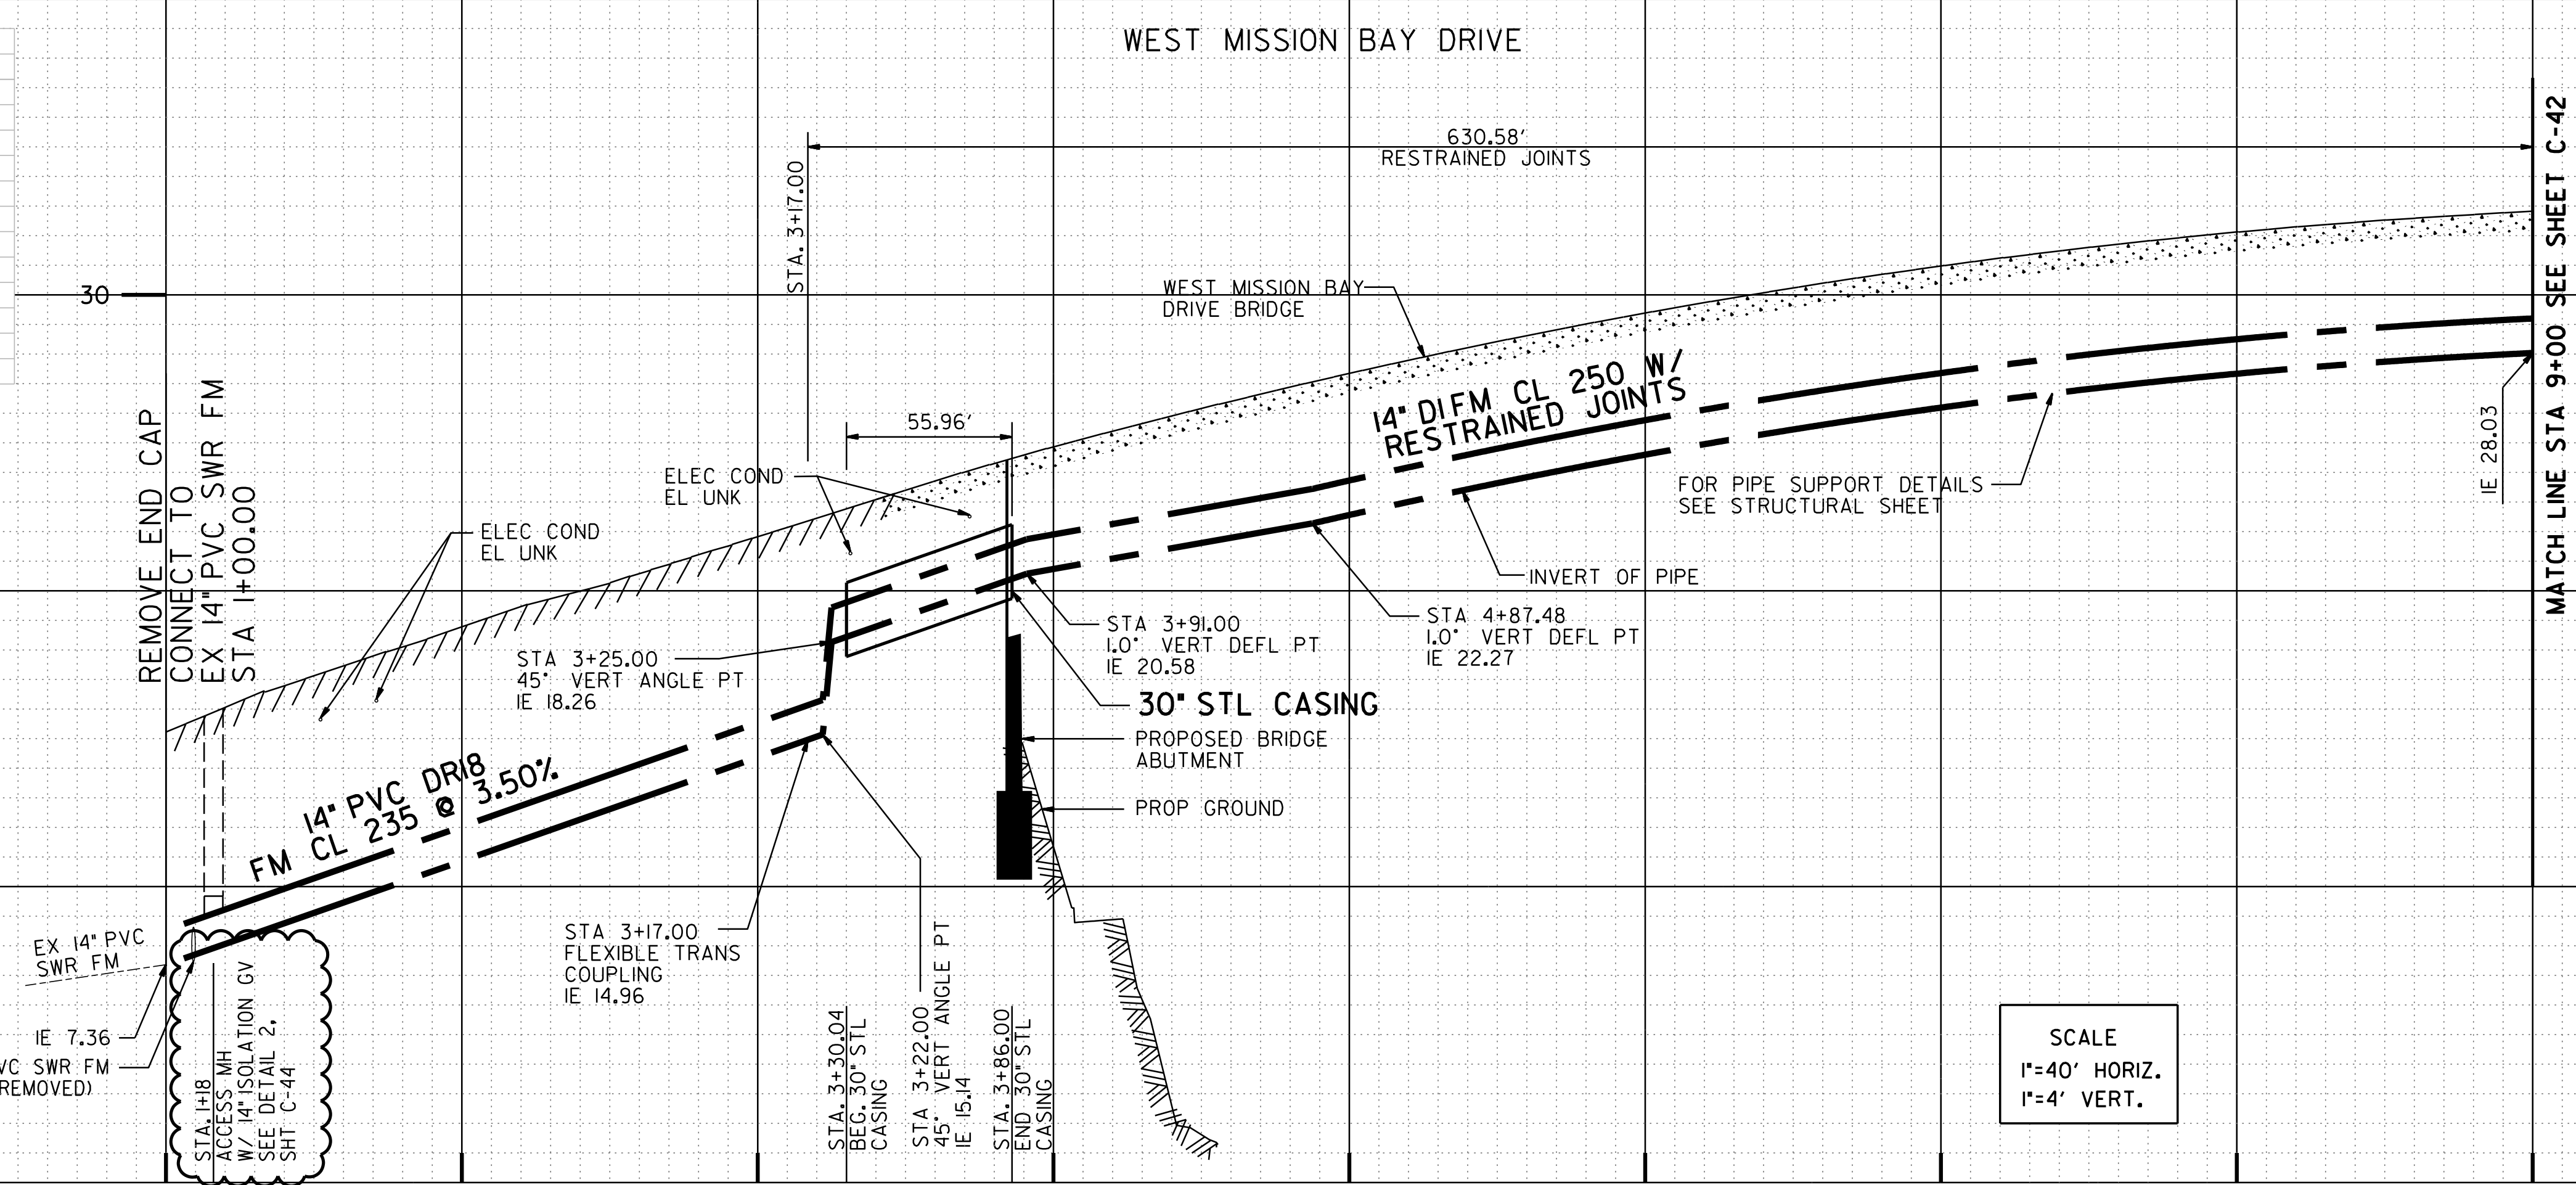 WEST MISSION BAY DRIVE
630.58'
RESTRAINED JOINTS
STA. 3+17.00
MATCH LINE STA 9+00 SEE SHEET C-42
30
WEST MISSION BAY
DRIVE BRIDGE
14" DI FM CL 250 W/
RESTRAINED JOINTS
55.96'
REMOVE END CAP
CONNECT TO
EX 14" PVC SWR FM
STA 1+00.00
ELEC COND
EL UNK
ELEC COND
EL UNK
FOR PIPE SUPPORT DETAILS
SEE STRUCTURAL SHEET
IE 28.03
INVERT OF PIPE
STA 3+91.00
1.0° VERT DEFL PT
IE 20.58
STA 4+87.48
1.0° VERT DEFL PT
IE 22.27
STA 3+25.00
45° VERT ANGLE PT
IE 18.26
30" STL CASING
PROPOSED BRIDGE
ABUTMENT
PROP GROUND
14" PVC DR18
FM CL 235 @ 3.50%
STA 3+17.00
FLEXIBLE TRANS
COUPLING
IE 14.96
EX 14" PVC
SWR FM
IE 7.36
VC SWR FM
REMOVED)
STA. 1+18
ACCESS MH
W/ 14" ISOLATION GV
SEE DETAIL 2,
SHT C-44
STA. 3+30.04
BEG. 30" STL
CASING
STA 3+22.00
45° VERT ANGLE PT
IE 15.14
STA. 3+86.00
END 30" STL
CASING
SCALE
1"=40' HORIZ.
1"=4' VERT.